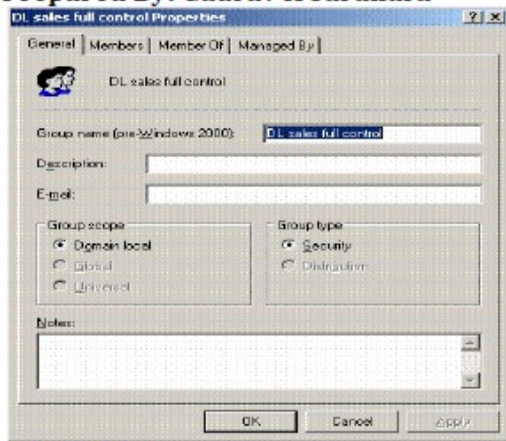 Prepared By:
DL sales full control Properties
General Members Member Of Managed By
DL sales full control
Group name (pre-Windows 2000): DL sales full control
Description:
E-mail:
Group scope
Domain local
Global
Universal
Group type
Security
Distribution
Notes:
OK Cancel Apply